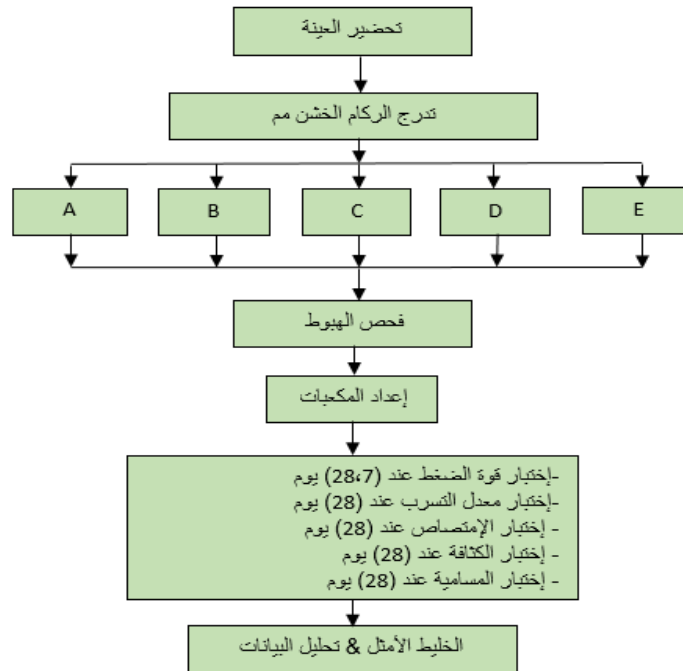 تحضير العينة
تدرج الركام الخشن مم
A
B
C
D
E
فحص الهبوط
إعداد المكعبات
-إختبار قوة الضغط عند (28،7) يوم
-إختبار معدل التسرب عند (28) يوم
- إختبار الإمتصاص عند (28) يوم
- إختبار الكثافة عند (28) يوم
- إختبار المسامية عند (28) يوم
الخليط الأمثل & تحليل البيانات